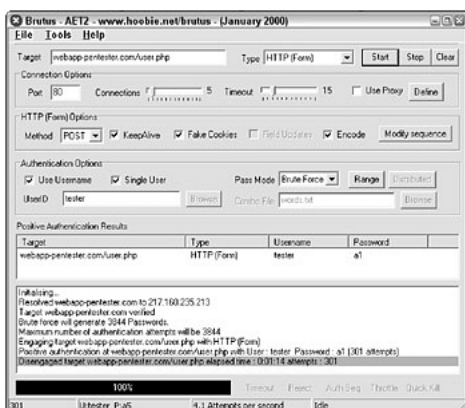 Brutus - AET2 - www.hoobie.net/brutus - (January 2000)
File Tools Help
Target webapp-pentester.com/user.php Type HTTP (Form) Start Stop Clear
Connection Options
Port 80 Connections 5 Timeout 15 Use Proxy Define
HTTP (Form) Options
Method POST KeepAlive Fake Cookies Field Updates Encode Modify sequence
Authentication Options
Use Username Single User Pass Mode Brute Force Range Distributed
UserID tester Browse Combo File words.txt Browse
Positive Authentication Results
Target Type Username Password
webapp-pentester.com/user.php HTTP (Form) tester a1
Initialising...
Resolved webapp-pentester.com to 217.160.235.213
Target webapp-pentester.com verified
Brute force will generate 3844 Passwords.
Maximum number of authentication attempts will be 3844
Engaging target webapp-pentester.com/user.php with HTTP (Form)
Positive authentication at webapp-pentester.com/user.php with User : tester Password : a1 (301 attempts)
Disengaged target webapp-pentester.com/user.php elapsed time : 0:01:14 attempts : 301
100% Timeout Reject Auth Seq Throttle Quick Kill
301 U:tester P:a5 4.1 Attempts per second Idle